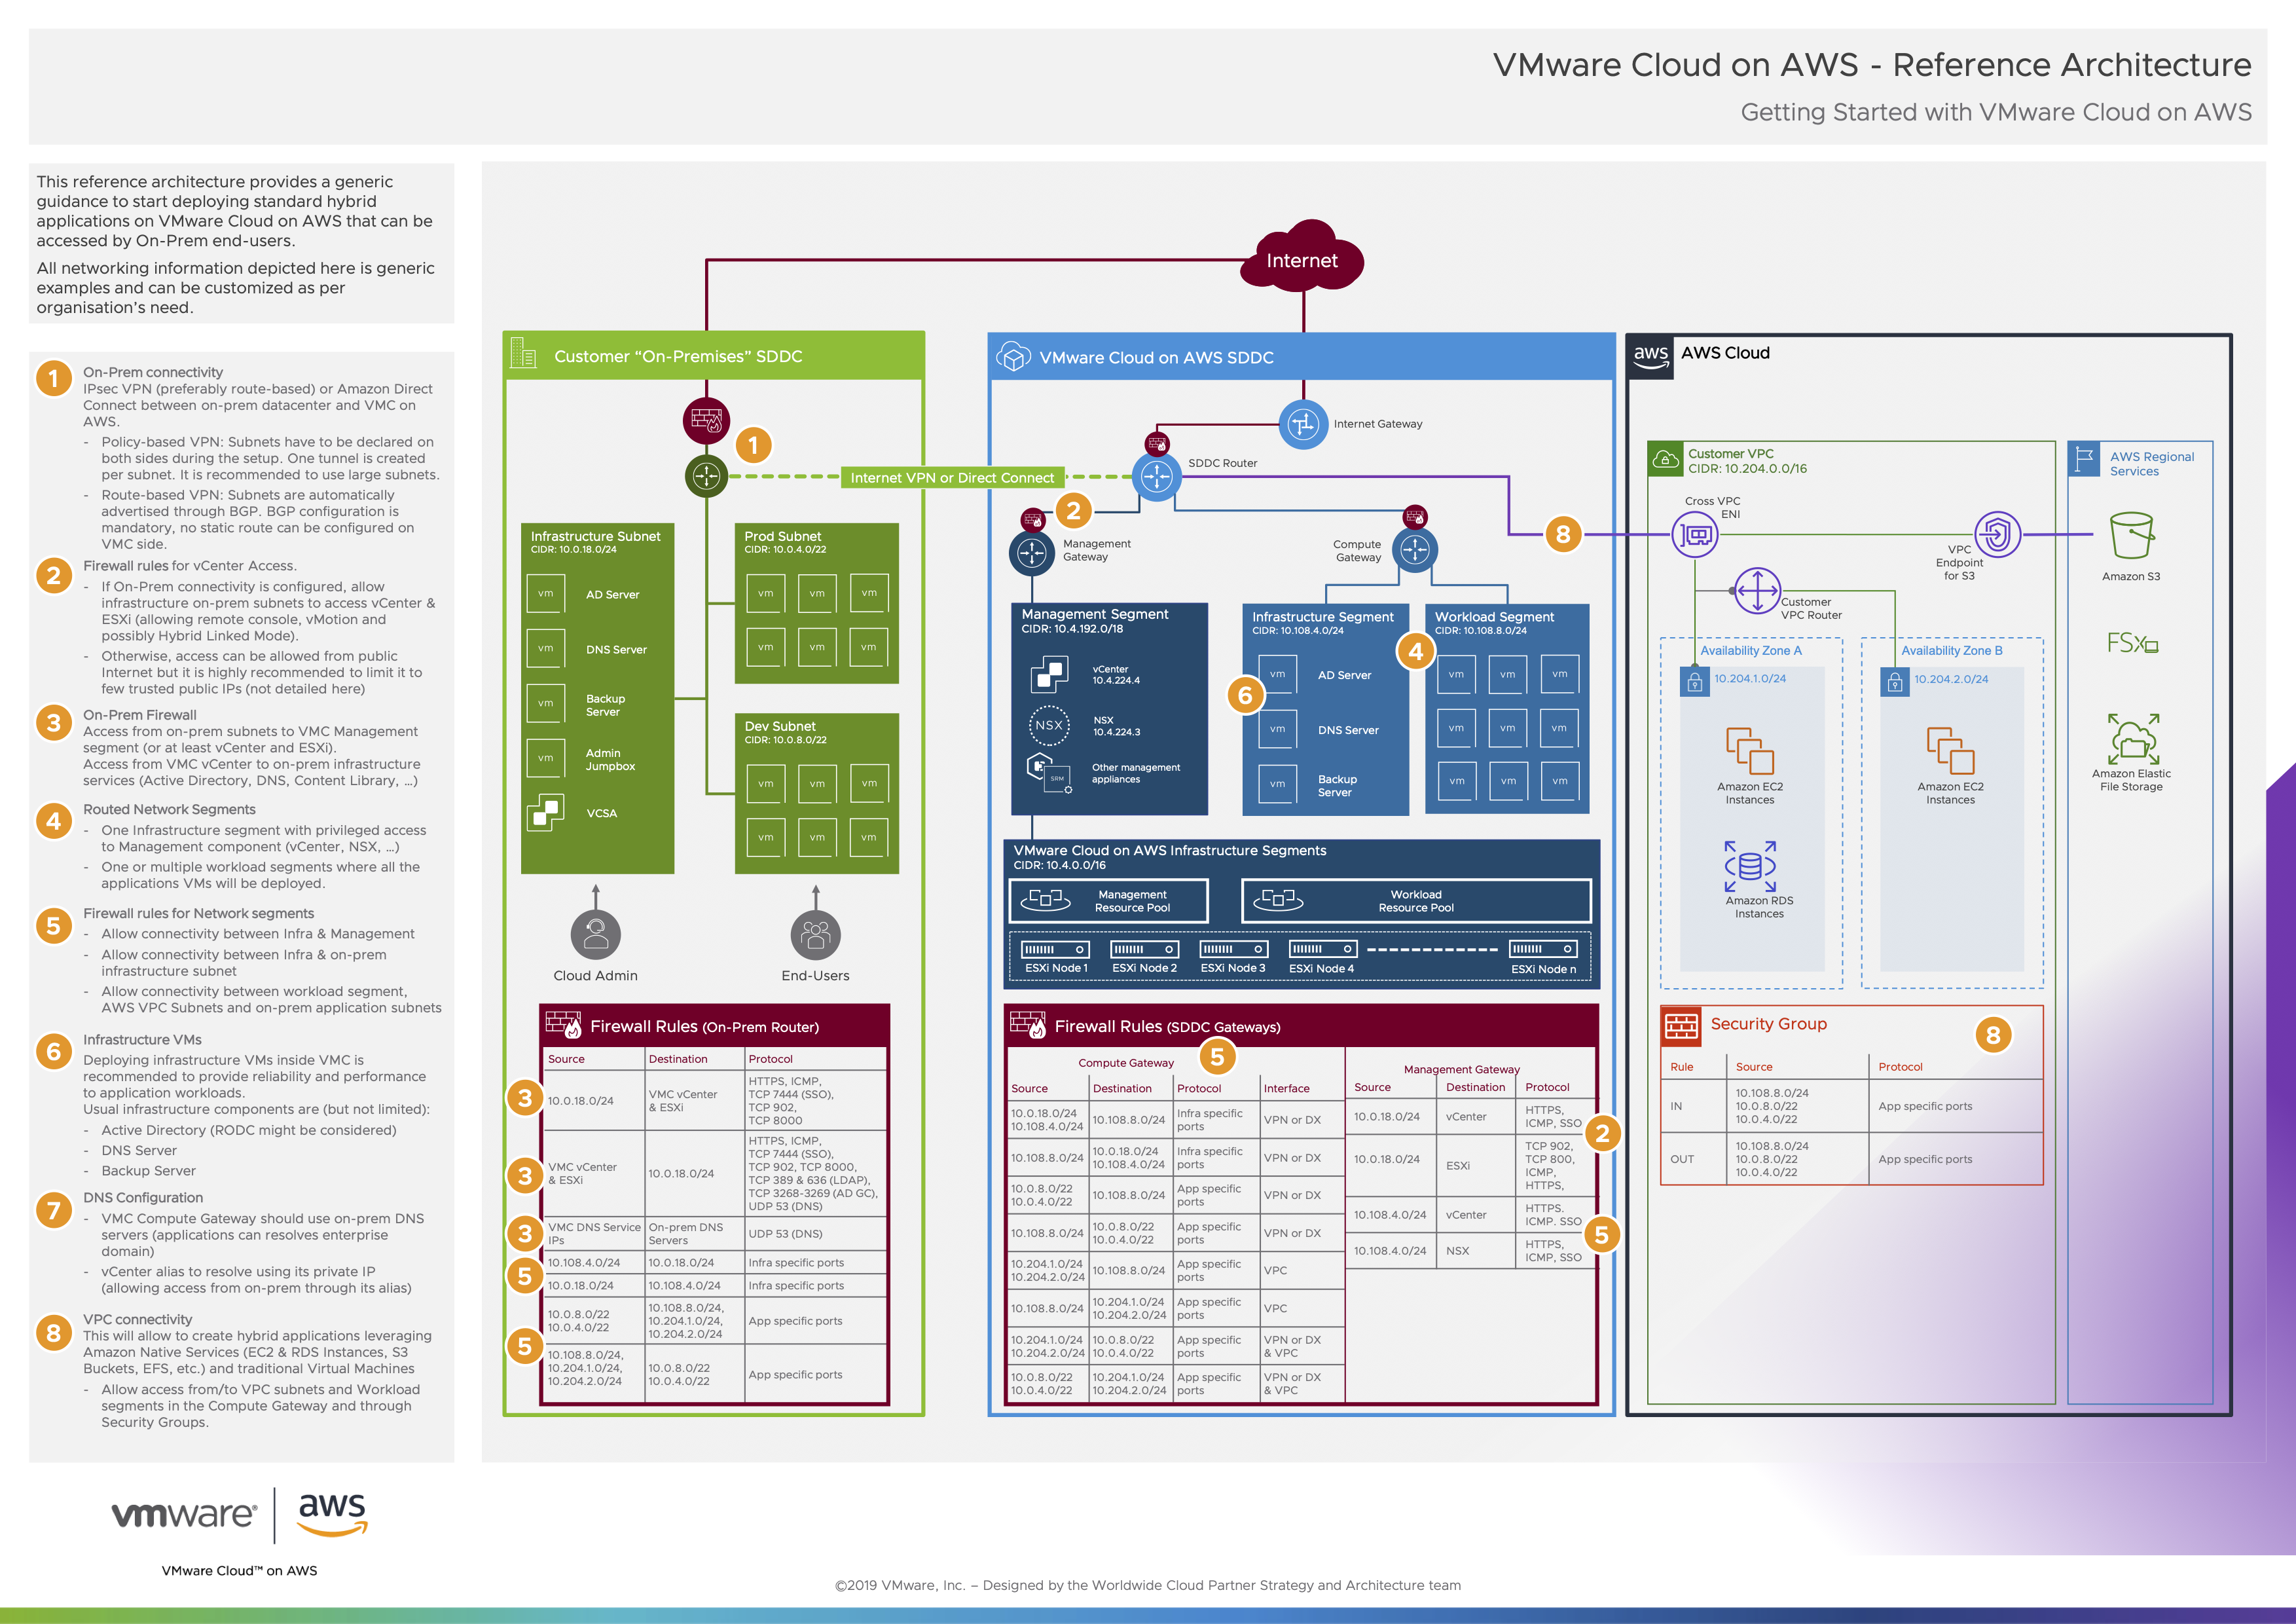 VMware Cloud on AWS - Reference Architecture
Getting Started with VMware Cloud on AWS
This reference architecture provides a generic
guidance to start deploying standard hybrid
applications on VMware Cloud on AWS that can be
accessed by On-Prem end-users.
All networking information depicted here is generic
examples and can be customized as per
organisation's need.
1
On-Prem connectivity
IPsec VPN (preferably route-based) or Amazon Direct
Connect between on-prem datacenter and VMC on
AWS.
- Policy-based VPN: Subnets have to be declared on
both sides during the setup. One tunnel is created
per subnet. It is recommended to use large subnets.
- Route-based VPN: Subnets are automatically
advertised through BGP. BGP configuration is
mandatory, no static route can be configured on
VMC side.
2
Firewall rules for vCenter Access.
- If On-Prem connectivity is configured, allow
infrastructure on-prem subnets to access vCenter &
ESXi (allowing remote console, vMotion and
possibly Hybrid Linked Mode).
- Otherwise, access can be allowed from public
Internet but it is highly recommended to limit it to
few trusted public IPs (not detailed here)
3
On-Prem Firewall
Access from on-prem subnets to VMC Management
segment (or at least vCenter and ESXi).
Access from VMC vCenter to on-prem infrastructure
services (Active Directory, DNS, Content Library, ...)
4
Routed Network Segments
- One Infrastructure segment with privileged access
to Management component (vCenter, NSX, ...)
- One or multiple workload segments where all the
applications VMs will be deployed.
5
Firewall rules for Network segments
- Allow connectivity between Infra & Management
- Allow connectivity between Infra & on-prem
infrastructure subnet
- Allow connectivity between workload segment,
AWS VPC Subnets and on-prem application subnets
6
Infrastructure VMs
Deploying infrastructure VMs inside VMC is
recommended to provide reliability and performance
to application workloads.
Usual infrastructure components are (but not limited):
- Active Directory (RODC might be considered)
- DNS Server
- Backup Server
7
DNS Configuration
- VMC Compute Gateway should use on-prem DNS
servers (applications can resolves enterprise
domain)
- vCenter alias to resolve using its private IP
(allowing access from on-prem through its alias)
8
VPC connectivity
This will allow to create hybrid applications leveraging
Amazon Native Services (EC2 & RDS Instances, S3
Buckets, EFS, etc.) and traditional Virtual Machines
- Allow access from/to VPC subnets and Workload
segments in the Compute Gateway and through
Security Groups.
Internet
Customer "On-Premises" SDDC
1
Internet VPN or Direct Connect
Infrastructure Subnet
CIDR: 10.0.18.0/24
vm AD Server
vm DNS Server
vm Backup
Server
vm Admin
Jumpbox
VCSA
Prod Subnet
CIDR: 10.0.4.0/22
vm vm vm
vm vm vm
Dev Subnet
CIDR: 10.0.8.0/22
vm vm vm
vm vm vm
Cloud Admin
End-Users
Firewall Rules (On-Prem Router)
Source Destination Protocol
3
10.0.18.0/24
VMC vCenter
& ESXi
HTTPS, ICMP,
TCP 7444 (SSO),
TCP 902,
TCP 8000
3
VMC vCenter
& ESXi
10.0.18.0/24
HTTPS, ICMP,
TCP 7444 (SSO),
TCP 902, TCP 8000,
TCP 389 & 636 (LDAP),
TCP 3268-3269 (AD GC),
UDP 53 (DNS)
3
VMC DNS Service
IPs
On-prem DNS
Servers
UDP 53 (DNS)
5
10.108.4.0/24 10.0.18.0/24 Infra specific ports
10.0.18.0/24 10.108.4.0/24 Infra specific ports
5
10.0.8.0/22
10.0.4.0/22
10.108.8.0/24,
10.204.1.0/24,
10.204.2.0/24
App specific ports
10.108.8.0/24,
10.204.1.0/24,
10.204.2.0/24
10.0.8.0/22
10.0.4.0/22
App specific ports
VMware Cloud on AWS SDDC
Internet Gateway
SDDC Router
2
Management
Gateway
Compute
Gateway
8
Management Segment
CIDR: 10.4.192.0/18
vCenter
10.4.224.4
NSX
NSX
10.4.224.3
SRM
Other management
appliances
Infrastructure Segment
CIDR: 10.108.4.0/24
6
vm AD Server
vm DNS Server
vm Backup
Server
4
Workload Segment
CIDR: 10.108.8.0/24
vm vm vm
vm vm vm
vm vm vm
VMware Cloud on AWS Infrastructure Segments
CIDR: 10.4.0.0/16
Management
Resource Pool
Workload
Resource Pool
ESXi Node 1 ESXi Node 2 ESXi Node 3 ESXi Node 4 ESXi Node n
Firewall Rules (SDDC Gateways)
5
Compute Gateway
Source Destination Protocol Interface
10.0.18.0/24
10.108.4.0/24
10.108.8.0/24
Infra specific
ports
VPN or DX
10.108.8.0/24
10.0.18.0/24
10.108.4.0/24
Infra specific
ports
VPN or DX
10.0.8.0/22
10.0.4.0/22
10.108.8.0/24
App specific
ports
VPN or DX
10.108.8.0/24
10.0.8.0/22
10.0.4.0/22
App specific
ports
VPN or DX
10.204.1.0/24
10.204.2.0/24
10.108.8.0/24
App specific
ports
VPC
10.108.8.0/24
10.204.1.0/24
10.204.2.0/24
App specific
ports
VPC
10.204.1.0/24
10.204.2.0/24
10.0.8.0/22
10.0.4.0/22
App specific
ports
VPN or DX
& VPC
10.0.8.0/22
10.0.4.0/22
10.204.1.0/24
10.204.2.0/24
App specific
ports
VPN or DX
& VPC
Management Gateway
Source Destination Protocol
10.0.18.0/24 vCenter
HTTPS,
ICMP, SSO
2
10.0.18.0/24 ESXi
TCP 902,
TCP 800,
ICMP,
HTTPS,
10.108.4.0/24 vCenter
HTTPS.
ICMP. SSO
5
10.108.4.0/24 NSX
HTTPS,
ICMP, SSO
aws
AWS Cloud
Customer VPC
CIDR: 10.204.0.0/16
Cross VPC
ENI
VPC
Endpoint
for S3
Customer
VPC Router
Availability Zone A
10.204.1.0/24
Amazon EC2
Instances
Amazon RDS
Instances
Availability Zone B
10.204.2.0/24
Amazon EC2
Instances
Security Group
8
Rule Source Protocol
IN
10.108.8.0/24
10.0.8.0/22
10.0.4.0/22
App specific ports
OUT
10.108.8.0/24
10.0.8.0/22
10.0.4.0/22
App specific ports
AWS Regional
Services
Amazon S3
FSx
Amazon Elastic
File Storage
vmware®
aws
VMware Cloud™ on AWS
©2019 VMware, Inc. – Designed by the Worldwide Cloud Partner Strategy and Architecture team